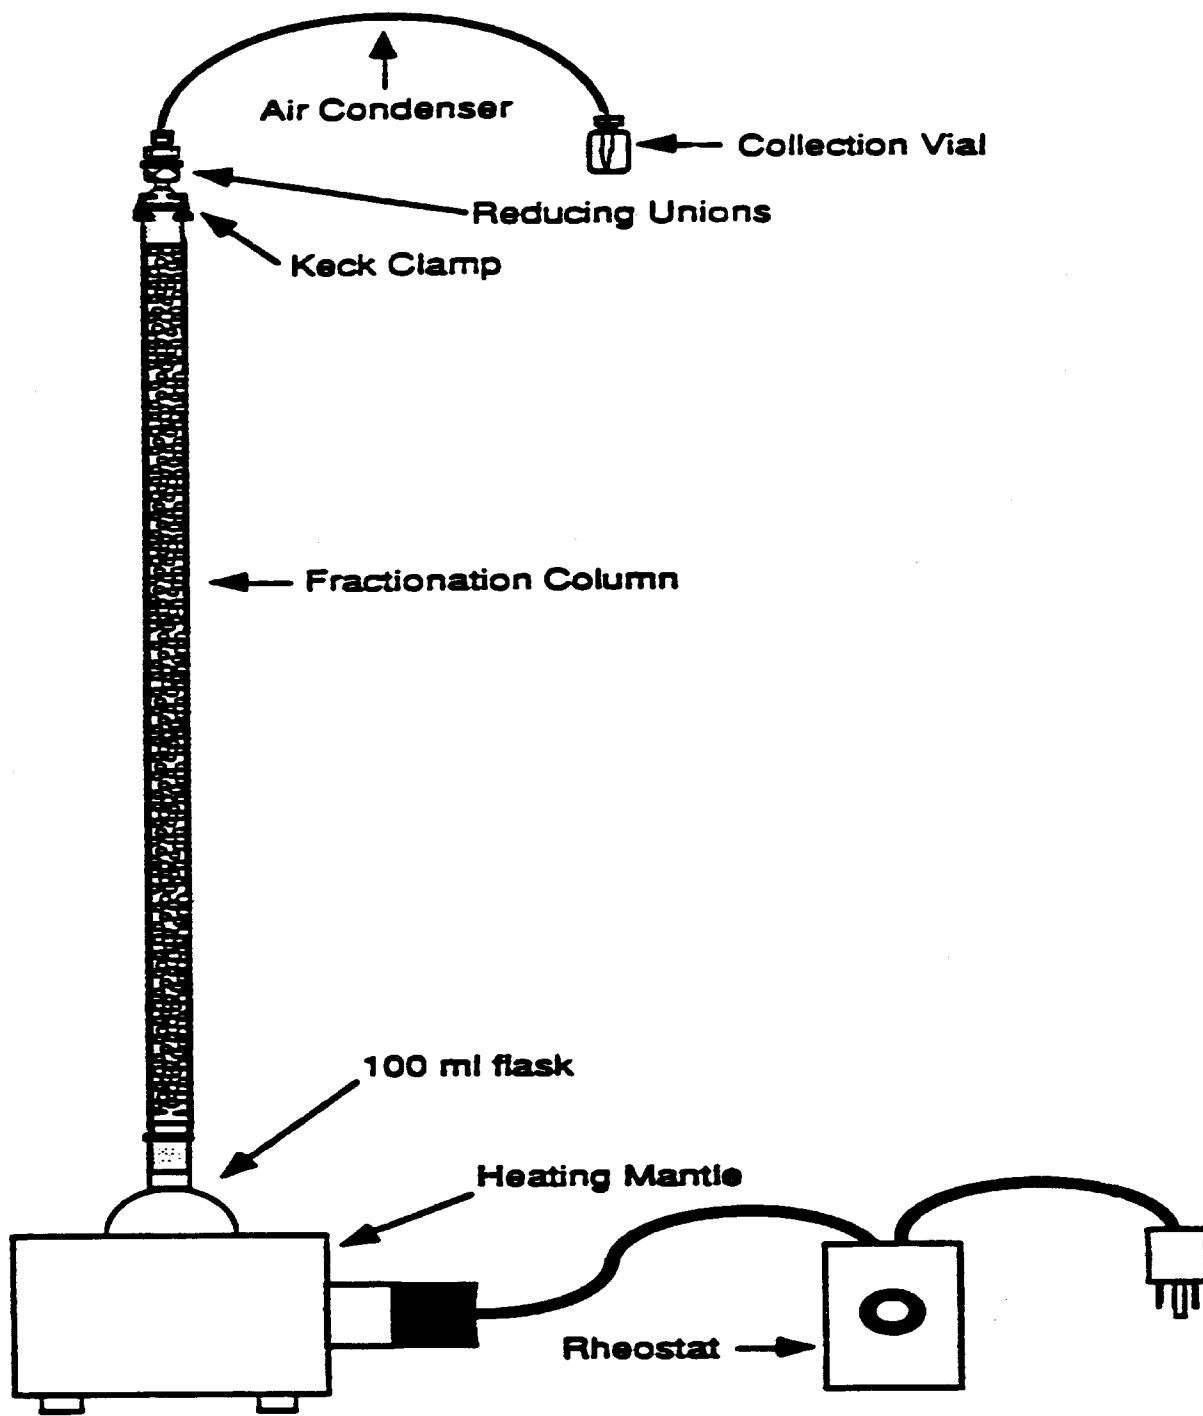 Air Condenser
Collection Vial
Reducing Unions
Keck Clamp
Fractionation Column
100 ml flask
Heating Mantle
Rheostat